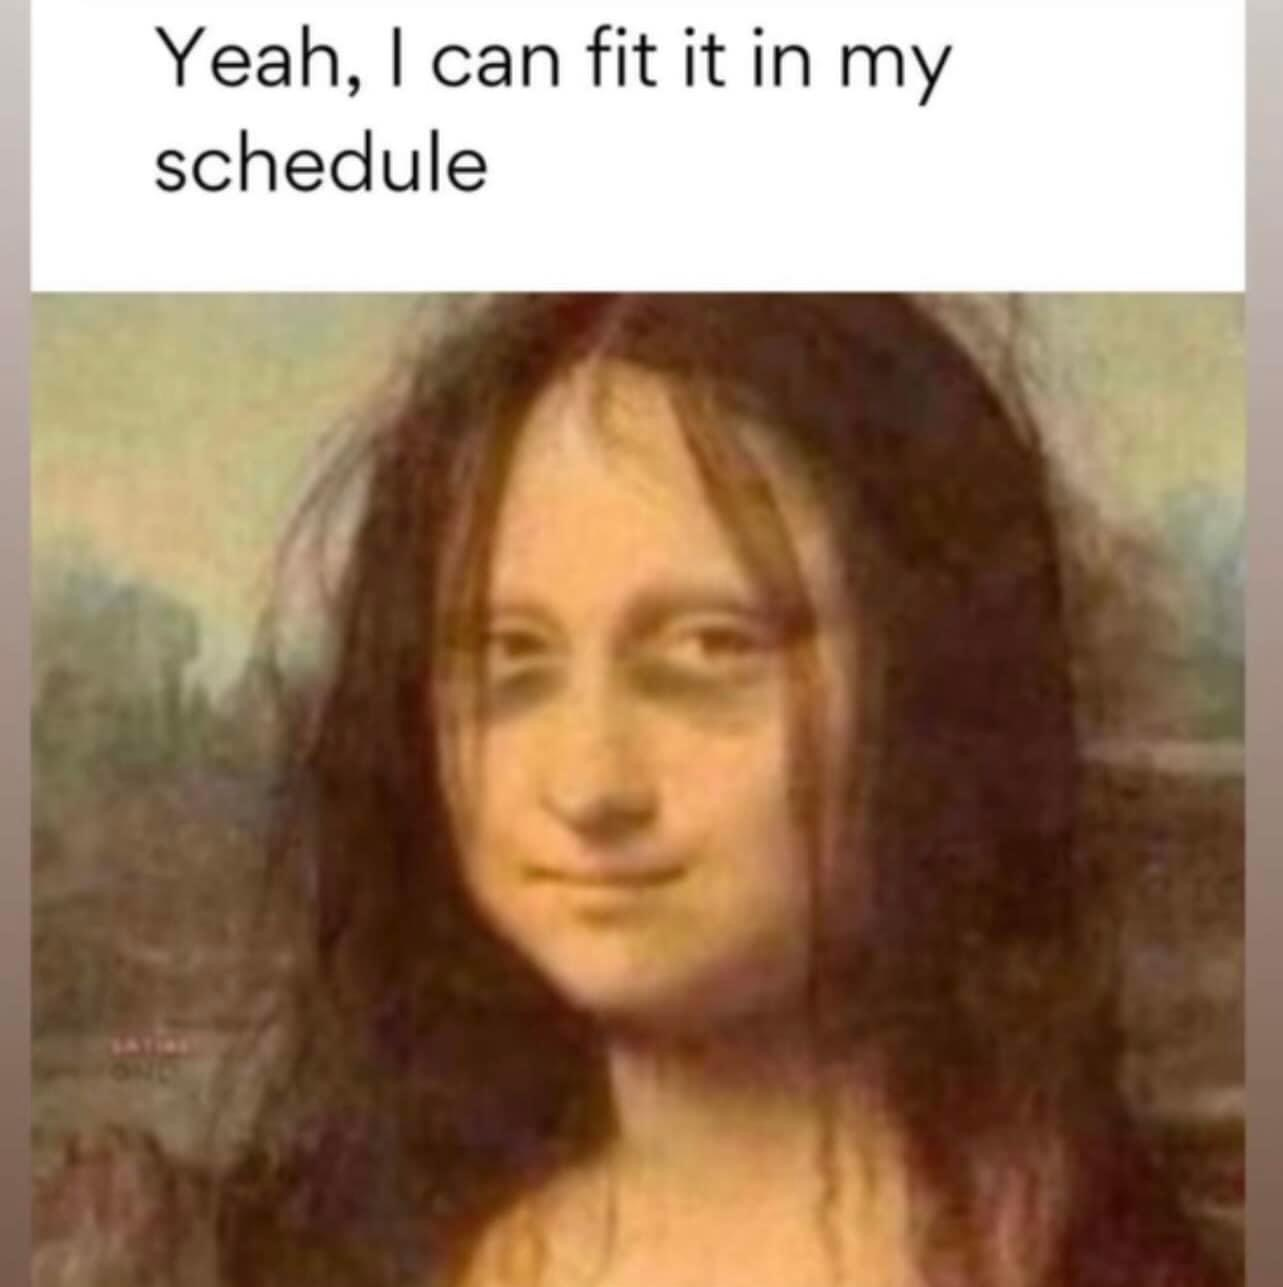 Yeah, I can fit it in my
schedule